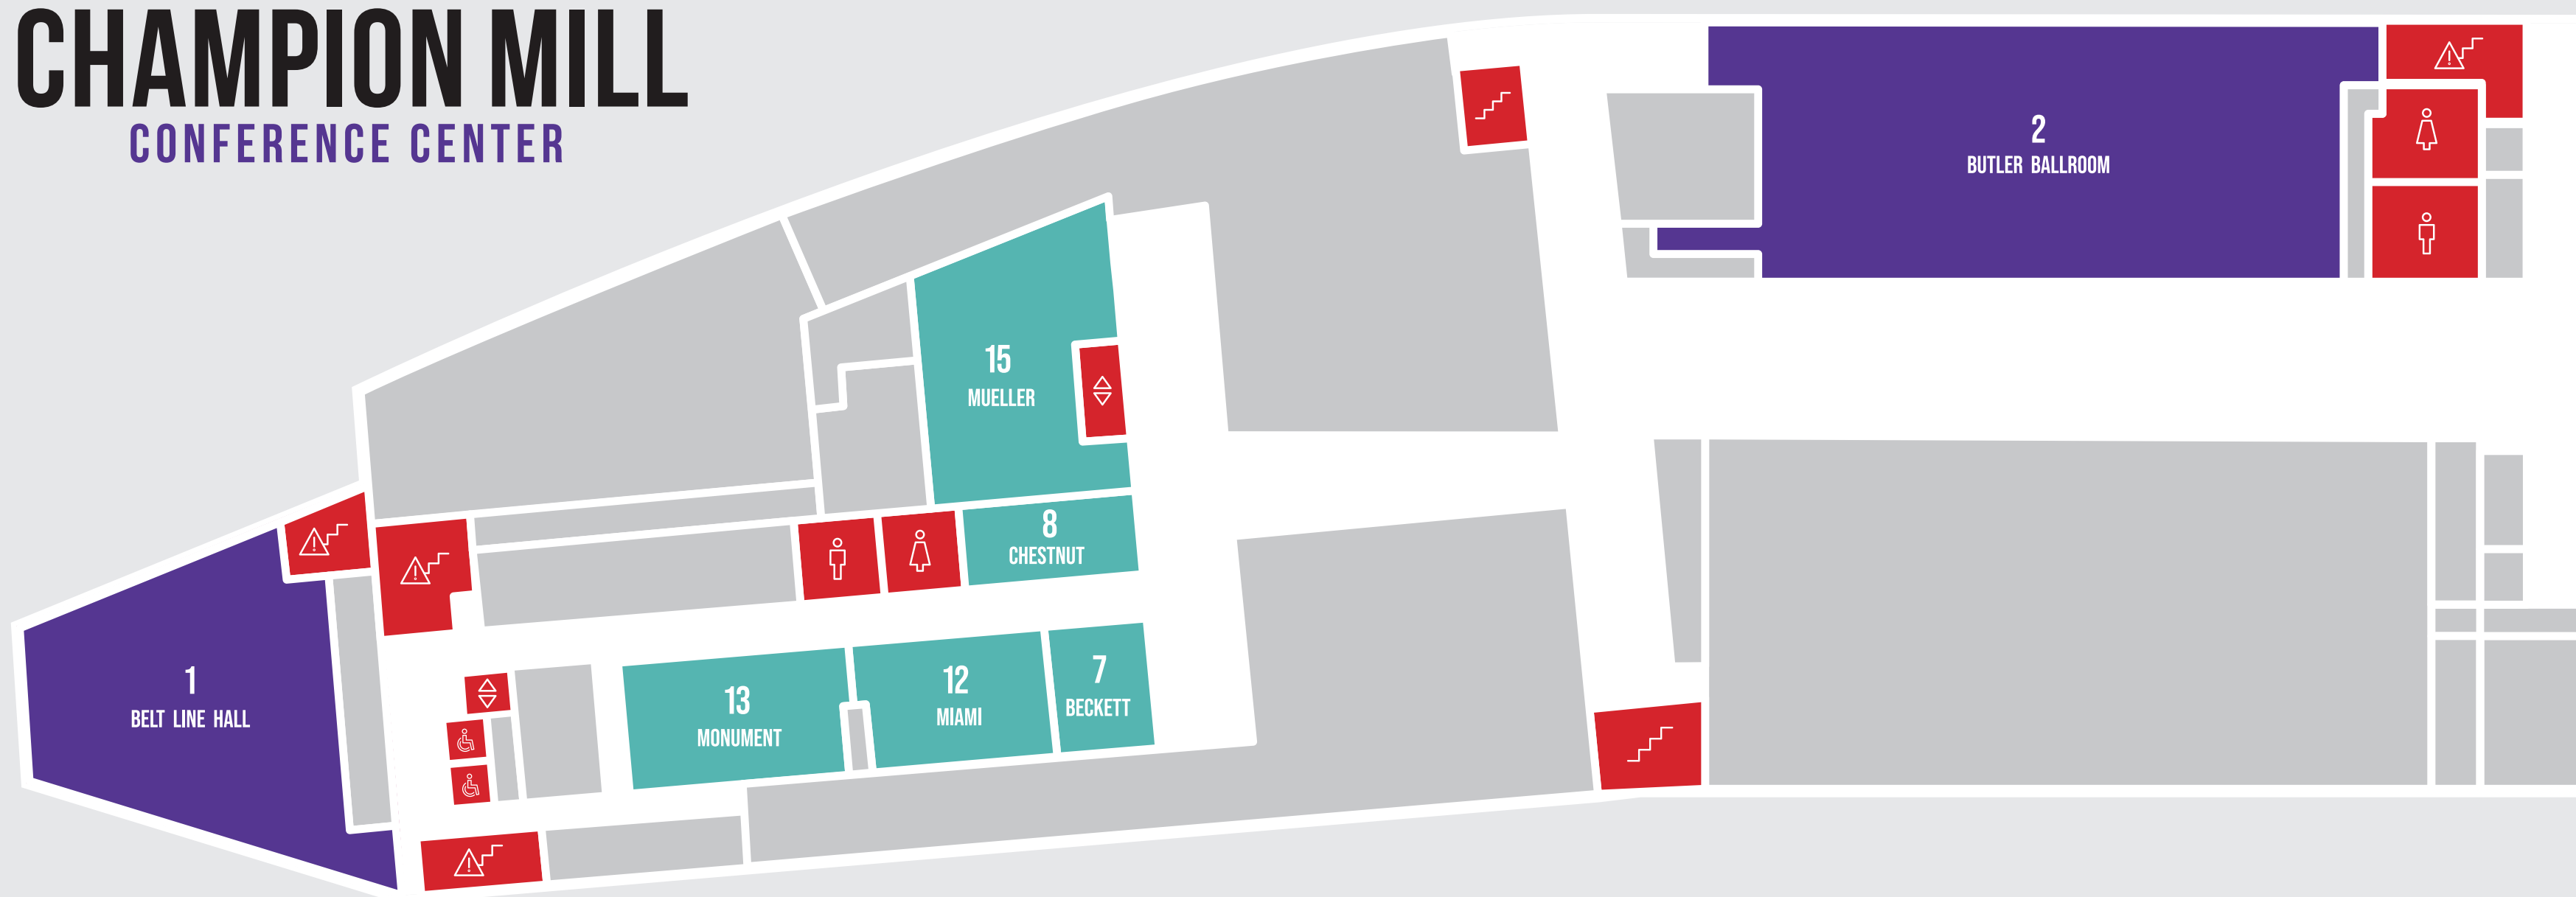 CHAMPION MILL
CONFERENCE CENTER
2
BUTLER BALLROOM
15
MUELLER
8
CHESTNUT
1
BELT LINE HALL
13
MONUMENT
12
MIAMI
7
BECKETT